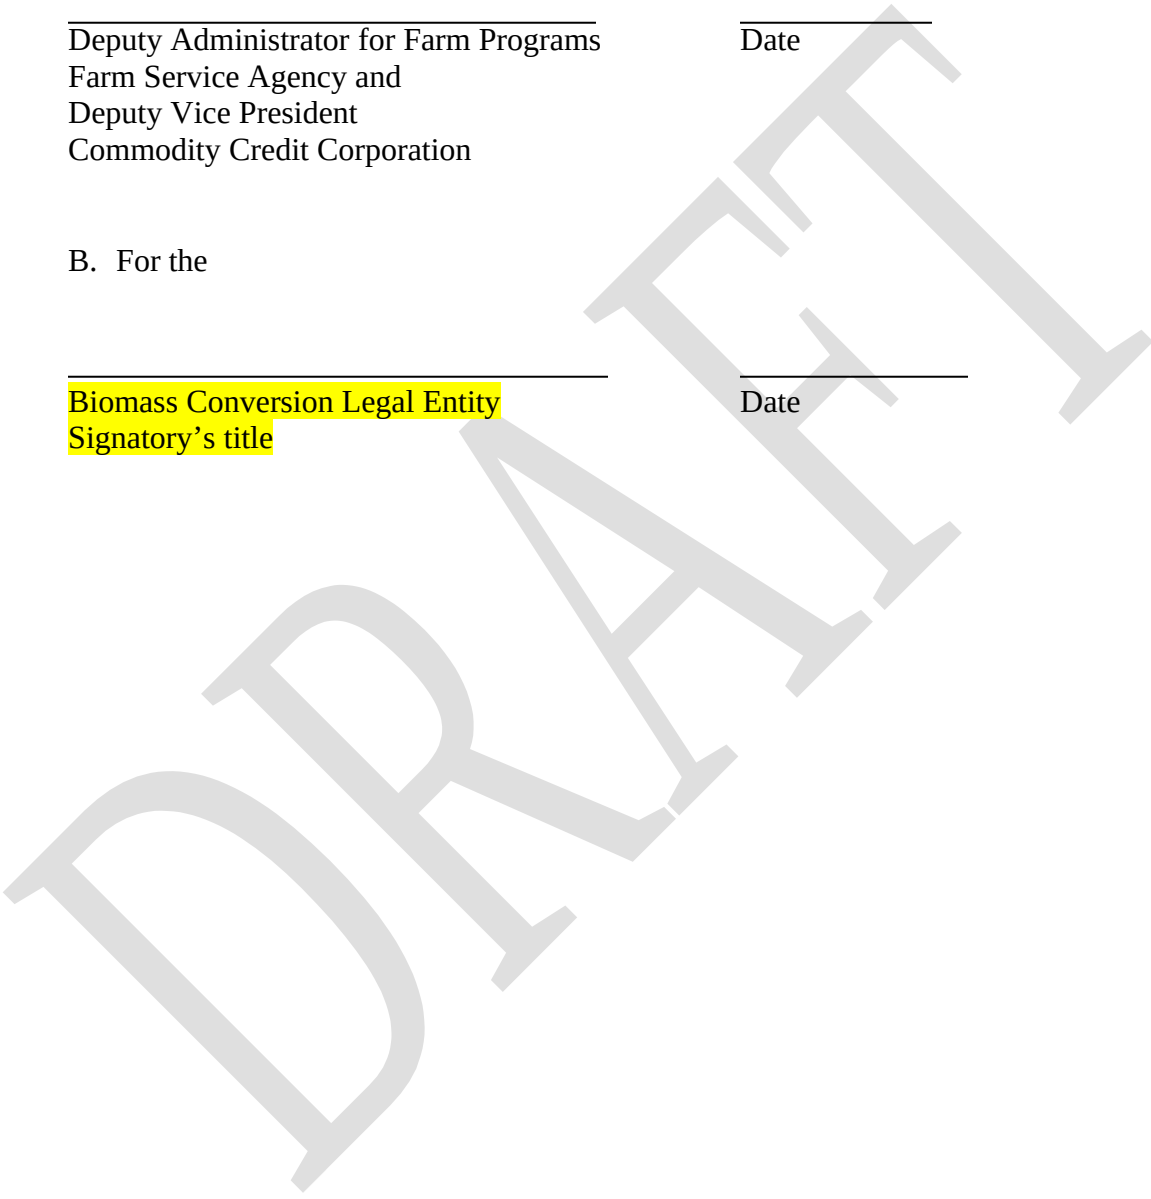 Deputy Administrator for Farm Programs Date
Farm Service Agency and
Deputy Vice President
Commodity Credit Corporation
B. For the
Biomass Conversion Legal Entity Date
Signatory’s title
DRAFT